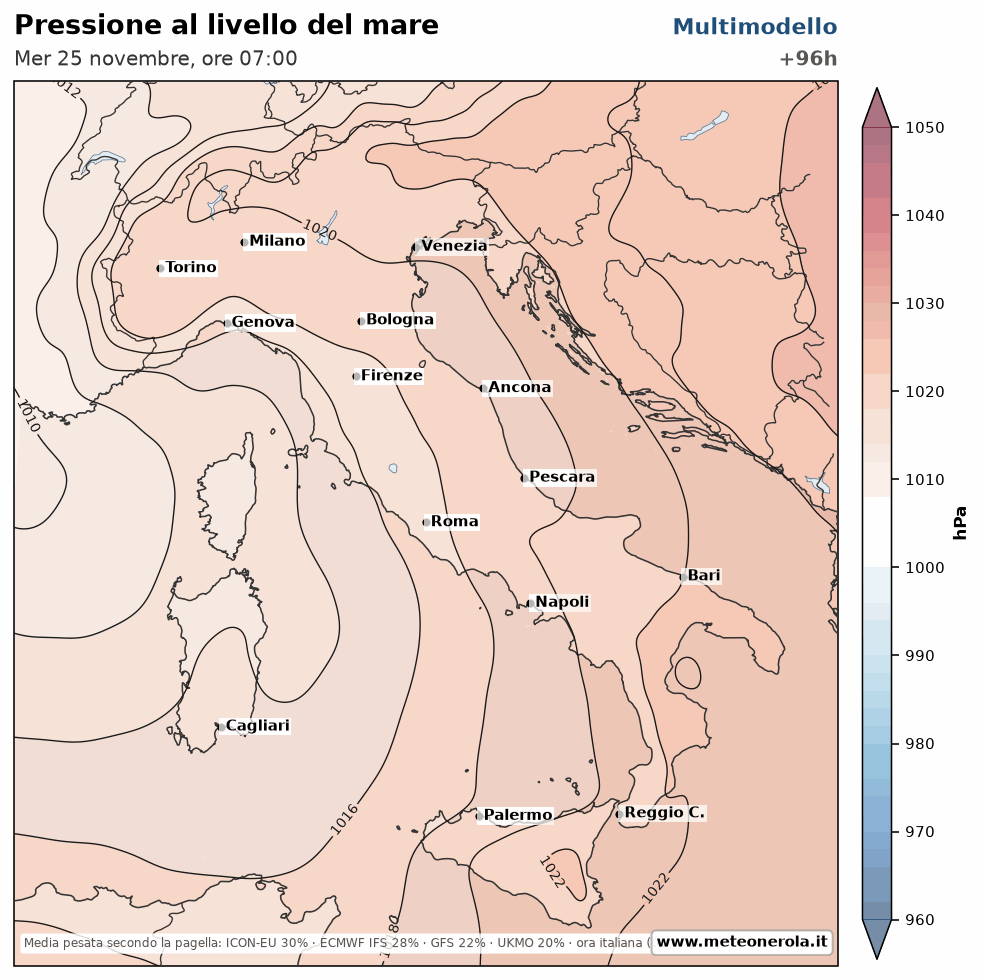 Pressione al livello del mare
Multimodello
Mer 25 novembre, ore 07:00
+96h
1020
Milano
Venezia
Torino
Genova
Bologna
Firenze
Ancona
1010
Pescara
Roma
Bari
Napoli
Cagliari
1016
Palermo
Reggio C.
1022
1022
Media pesata secondo la pagella: ICON-EU 30% · ECMWF IFS 28% · GFS 22% · UKMO 20% · ora italiana (
www.meteonerola.it
1050
1040
1030
1020
1010
1000
990
980
970
960
hPa